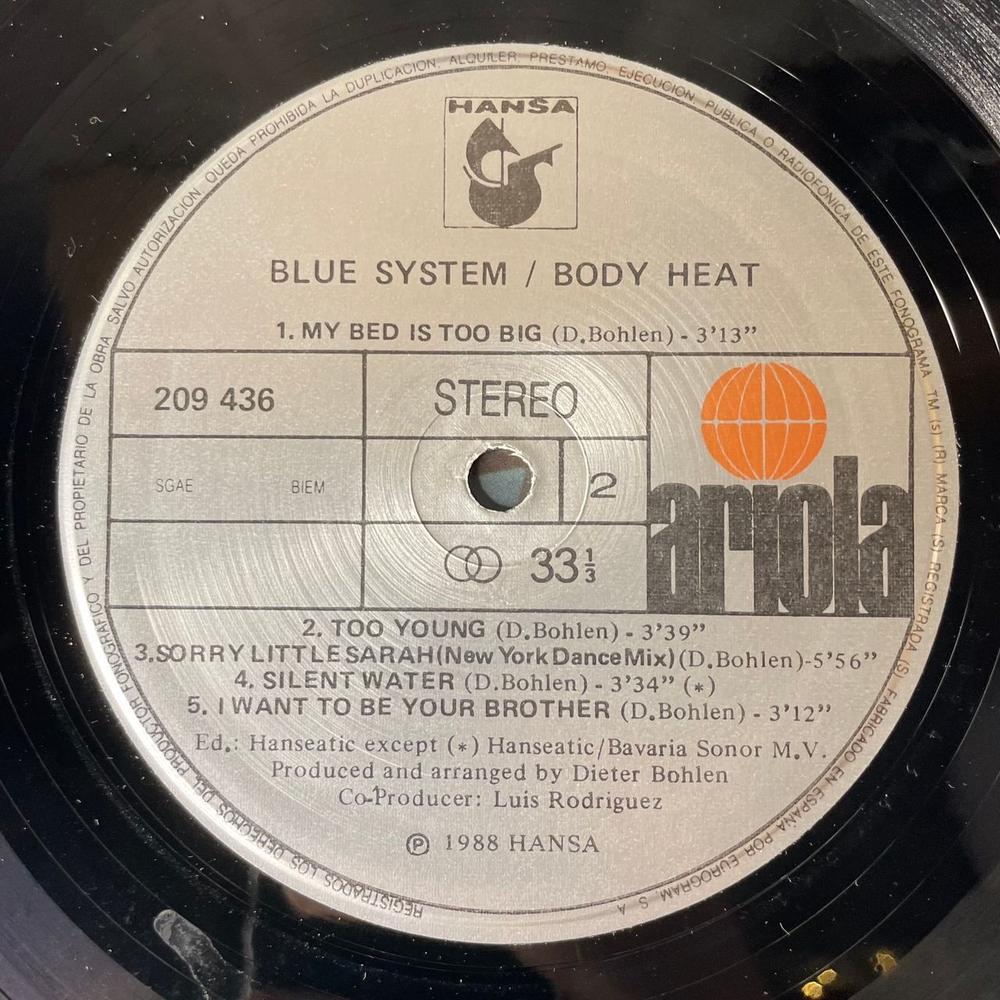 HANSA
BLUE SYSTEM / BODY HEAT
1. MY BED IS TOO BIG (D.Bohlen) - 3'13"
209 436
STEREO
SGAE BIEM
2
33 1/3
ariola
2. TOO YOUNG (D.Bohlen) - 3'39"
3.SORRY LITTLE SARAH(New York Dance Mix) (D.Bohlen)-5'56"
4. SILENT WATER (D.Bohlen) - 3'34" (*)
5. I WANT TO BE YOUR BROTHER (D.Bohlen) - 3'12"
Ed.: Hanseatic except (*) Hanseatic/Bavaria Sonor M.V.
Produced and arranged by Dieter Bohlen
Co-Producer: Luis Rodriguez
℗ 1988 HANSA
REGISTRADOS LOS DERECHOS DEL PRODUCTOR FONOGRAFICO Y DEL PROPIETARIO DE LA OBRA SALVO AUTORIZACION QUEDA PROHIBIDA LA DUPLICACION, ALQUILER, PRESTAMO, EJECUCION PUBLICA O RADIOFONICA DE ESTE FONOGRAMA TM (s) (R) MARCA (S) REGISTRADA (S). FABRICADO EN ESPAÑA POR EUROGRAM, S A